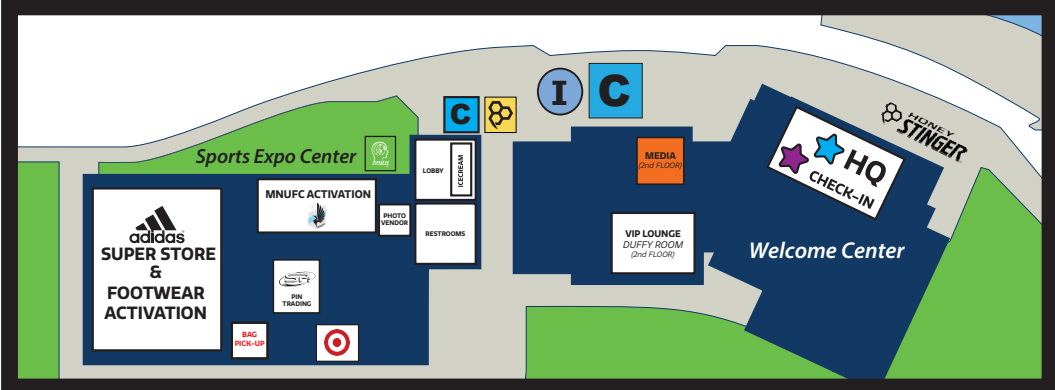 Sports Expo Center
adidas
SUPER STORE
&
FOOTWEAR
ACTIVATION
MNUFC ACTIVATION
PHOTO
VENDOR
LOBBY
ICECREAM
RESTROOMS
PIN
TRADING
BAG
PICK-UP
C
I
C
MEDIA
(2nd FLOOR)
VIP LOUNGE
DUFFY ROOM
(2nd FLOOR)
HQ
CHECK-IN
HONEY
STINGER
Welcome Center